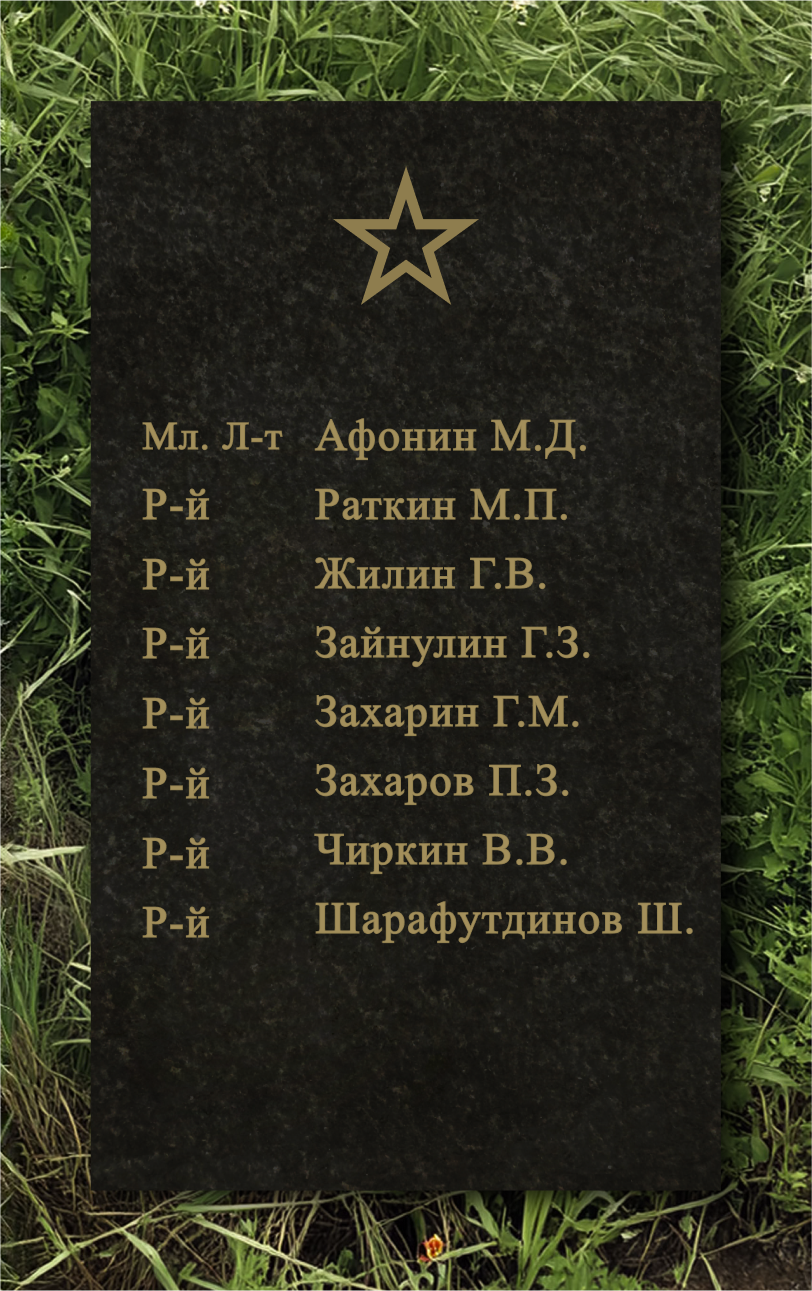 Мл. Л-т Афонин М.Д.
Р-й Раткин М.П.
Р-й Жилин Г.В.
Р-й Зайнулин Г.З.
Р-й Захарин Г.М.
Р-й Захаров П.З.
Р-й Чиркин В.В.
Р-й Шарафутдинов Ш.